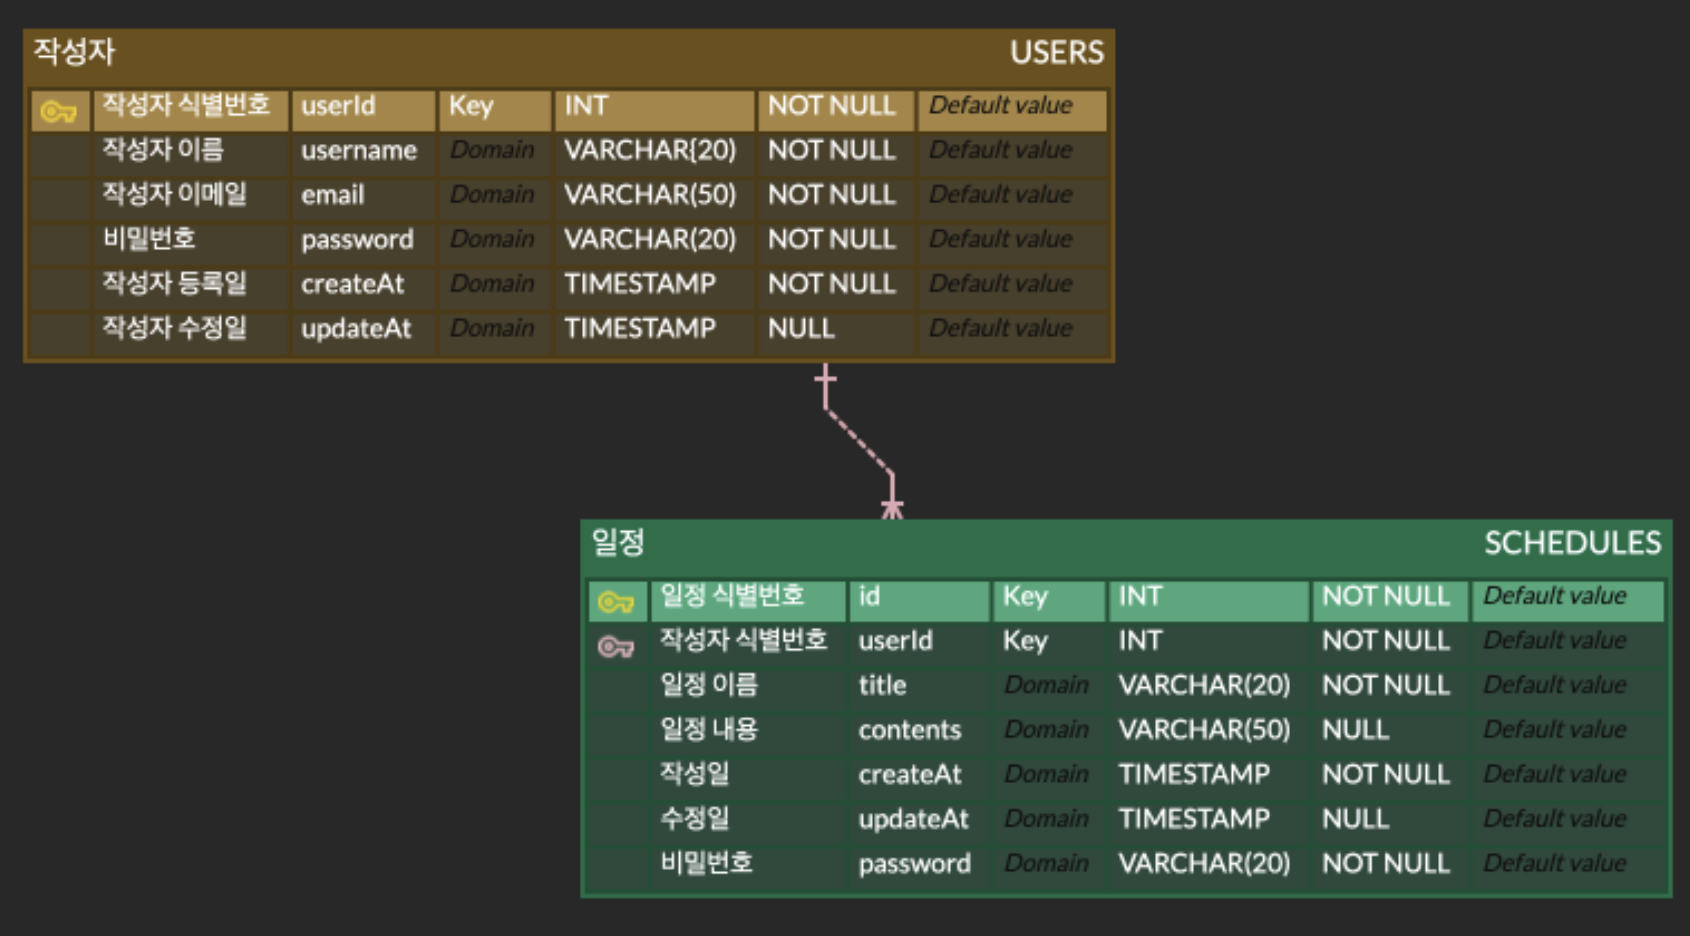 작성자 USERS
작성자 식별번호 userId Key INT NOT NULL Default value
작성자 이름 username Domain VARCHAR{20) NOT NULL Default value
작성자 이메일 email Domain VARCHAR(50) NOT NULL Default value
비밀번호 password Domain VARCHAR(20) NOT NULL Default value
작성자 등록일 createAt Domain TIMESTAMP NOT NULL Default value
작성자 수정일 updateAt Domain TIMESTAMP NULL Default value
일정 SCHEDULES
일정 식별번호 id Key INT NOT NULL Default value
작성자 식별번호 userId Key INT NOT NULL Default value
일정 이름 title Domain VARCHAR(20) NOT NULL Default value
일정 내용 contents Domain VARCHAR(50) NULL Default value
작성일 createAt Domain TIMESTAMP NOT NULL Default value
수정일 updateAt Domain TIMESTAMP NULL Default value
비밀번호 password Domain VARCHAR(20) NOT NULL Default value